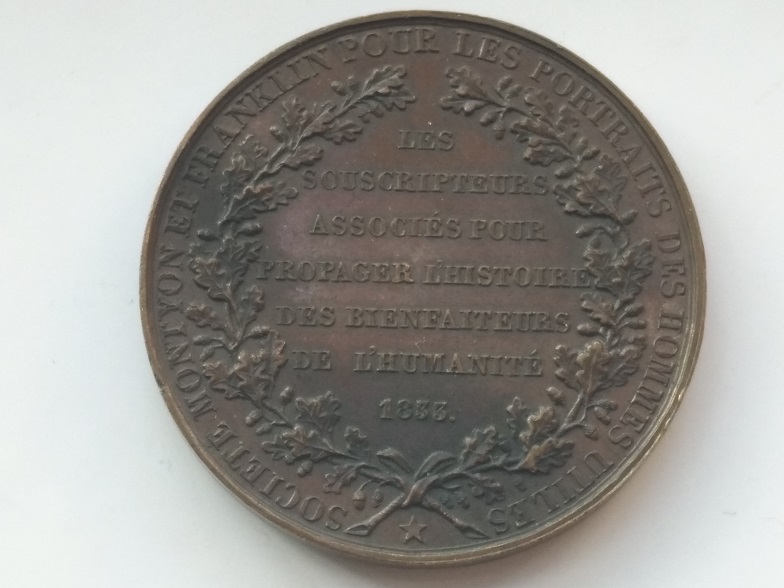 SOCIETE MONTYON ET FRANKLIN POUR LES PORTRAITS DES HOMMES UTILES
LES
SOUSCRIPTEURS
ASSOCIÉS POUR
PROPAGER L'HISTOIRE
DES BIENFAITEURS
DE L'HUMANITÉ
1833.